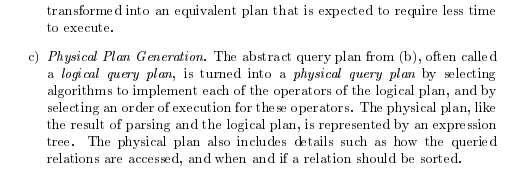 transformed into an equivalent plan that is expected to require less time
to execute.
c) Physical Plan Generation. The abstract query plan from (b), often called
a logical query plan, is turned into a physical query plan by selecting
algorithms to implement each of the operators of the logical plan, and by
selecting an order of execution for these operators. The physical plan, like
the result of parsing and the logical plan, is represented by an expression
tree. The physical plan also includes details such as how the queried
relations are accessed, and when and if a relation should be sorted.